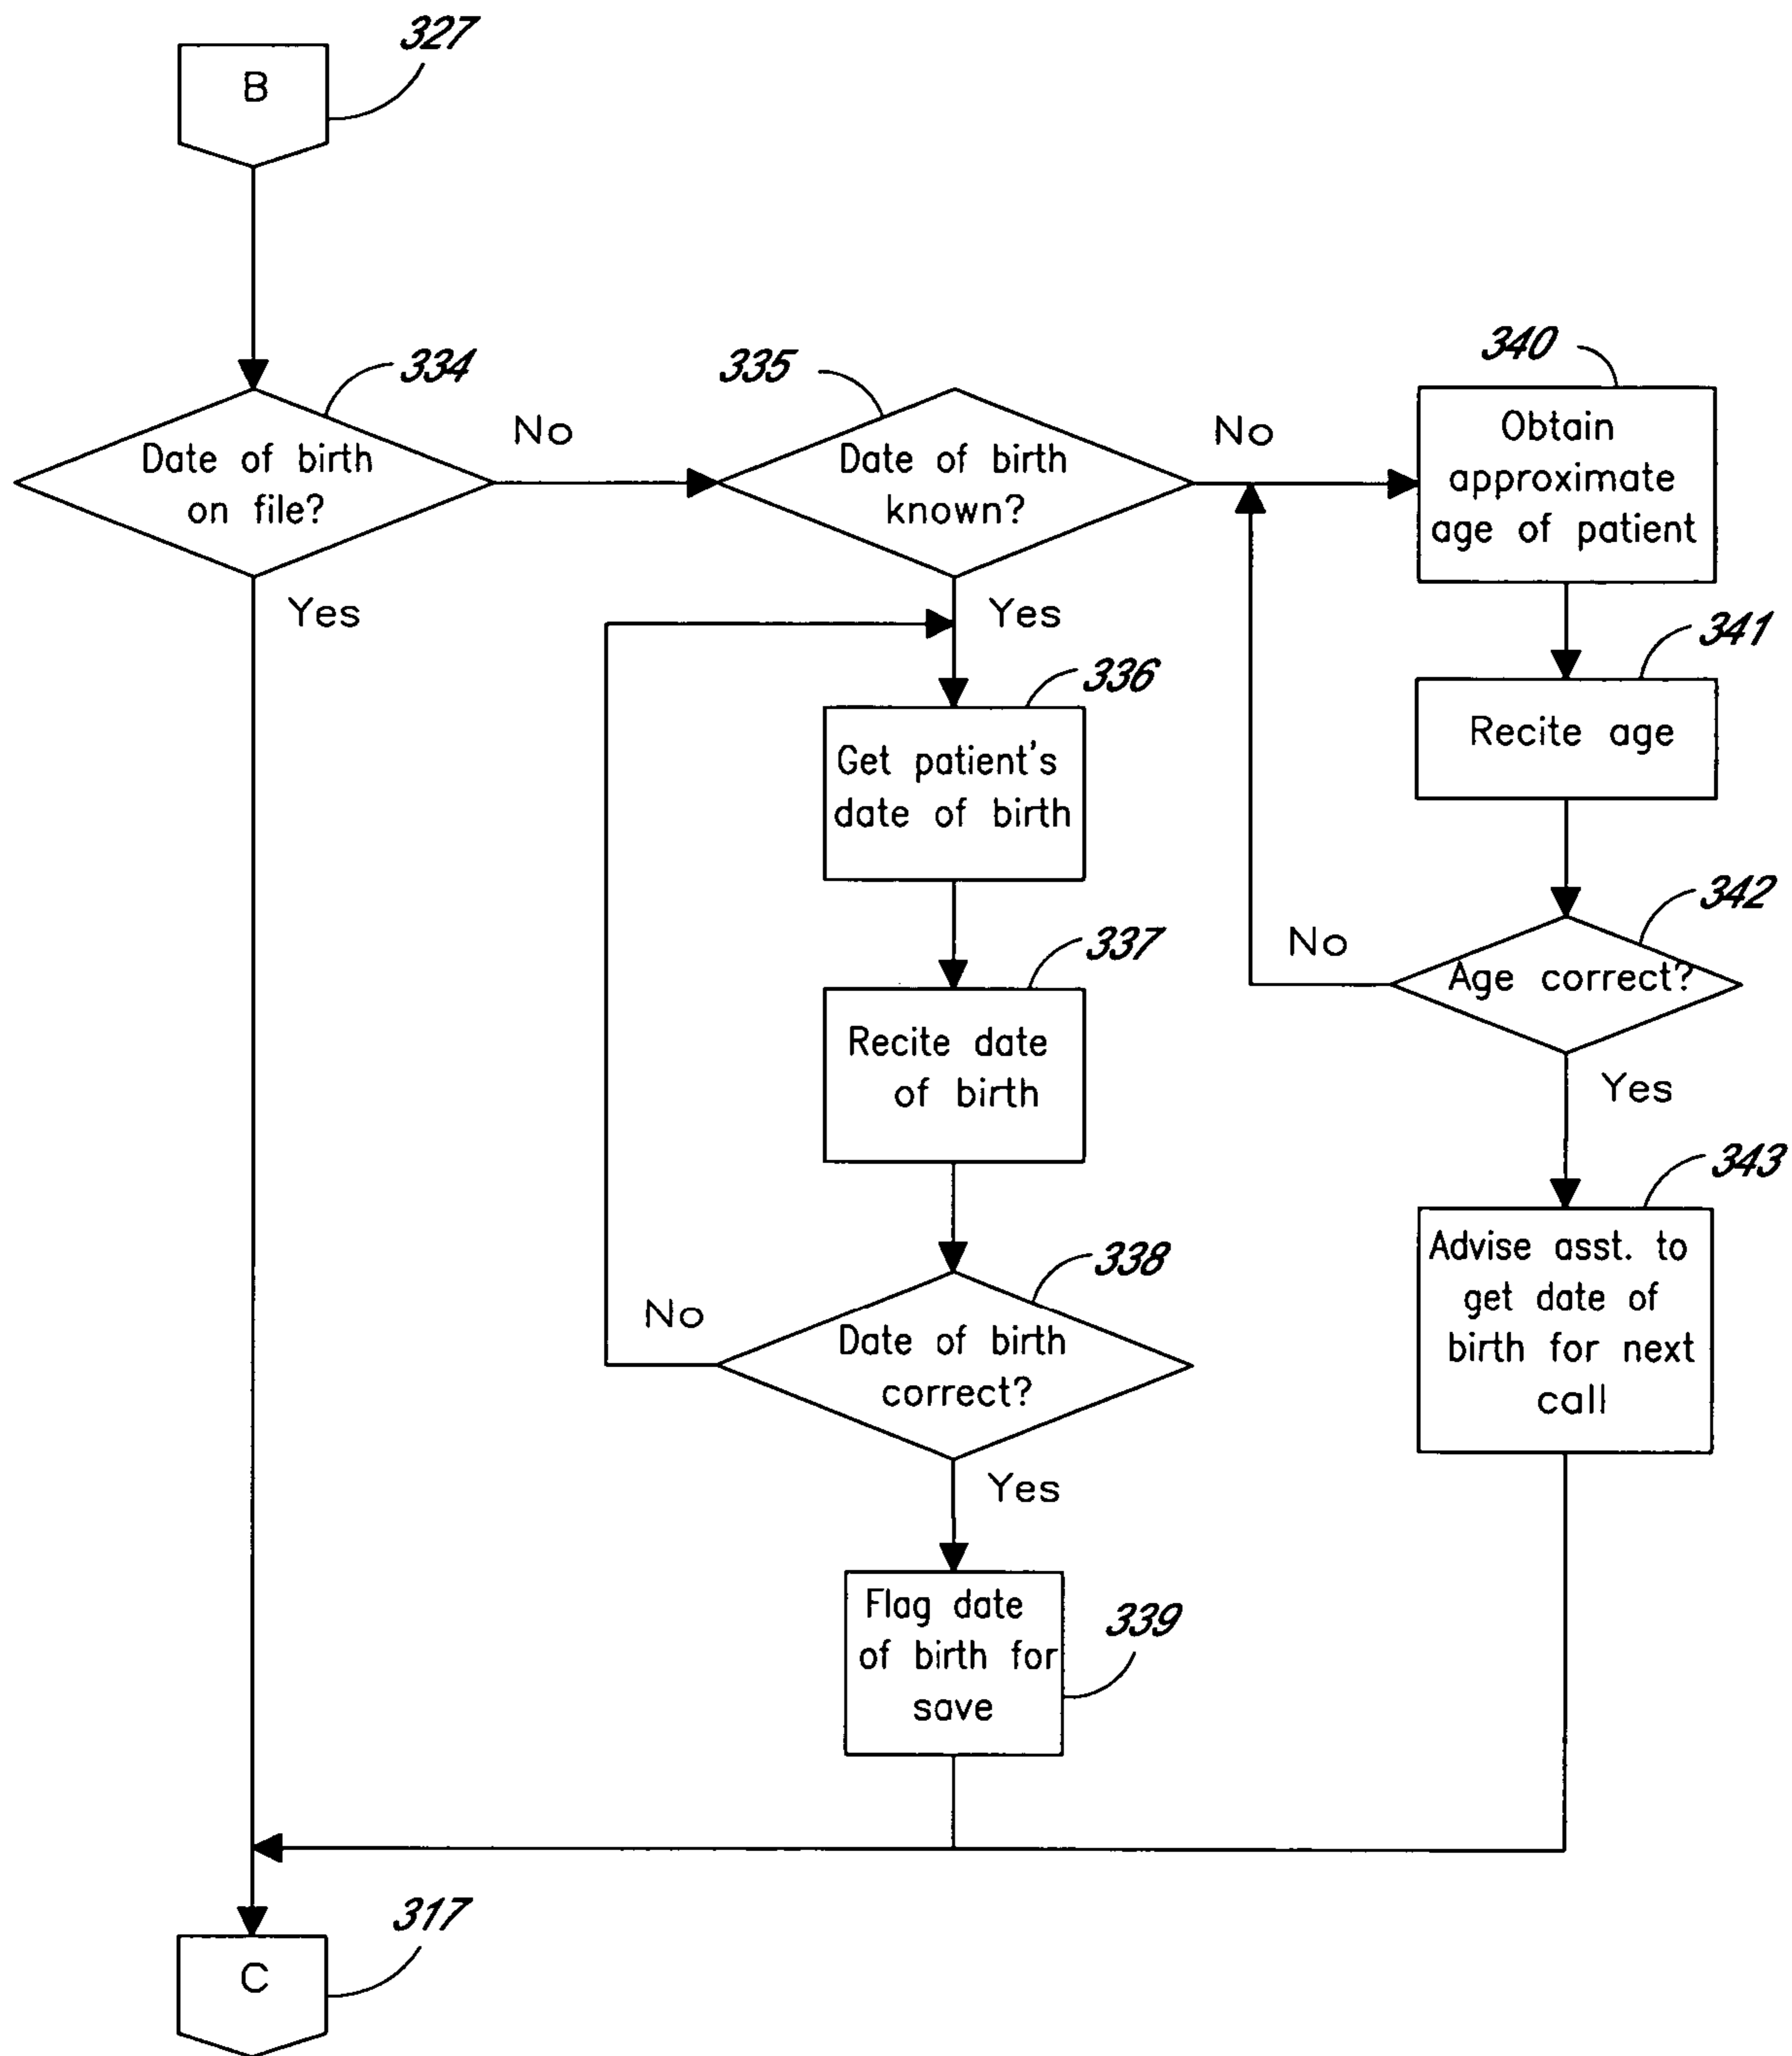 327
B
334
Date of birth
on file?
No
Yes
335
Date of birth
known?
No
Yes
340
Obtain
approximate
age of patient
341
Recite age
342
Age correct?
No
Yes
343
Advise asst. to
get date of
birth for next
call
336
Get patient's
date of birth
337
Recite date
of birth
338
Date of birth
correct?
No
Yes
339
Flag date
of birth for
save
317
C